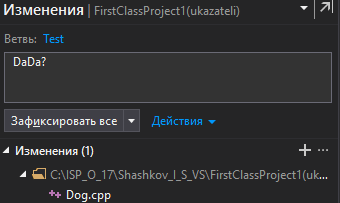 Изменения | FirstClassProject1(ukazateli)
Ветвь: Test
DaDa?
Зафиксировать все Действия
Изменения (1)
C:\ISP_O_17\Shashkov_I_S_VS\FirstClassProject1(uk...
Dog.cpp